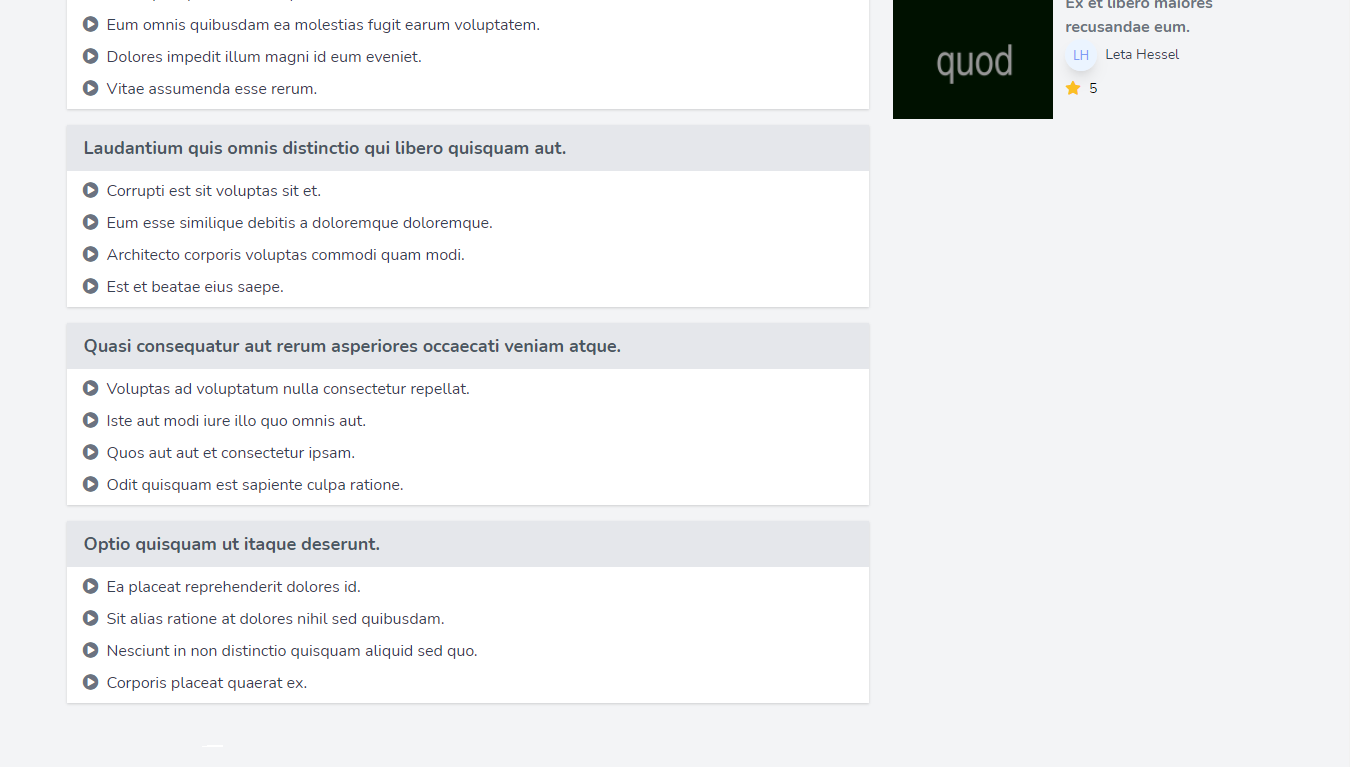 Eum omnis quibusdam ea molestias fugit earum voluptatem.
Dolores impedit illum magni id eum eveniet.
Vitae assumenda esse rerum.
Laudantium quis omnis distinctio qui libero quisquam aut.
Corrupti est sit voluptas sit et.
Eum esse similique debitis a doloremque doloremque.
Architecto corporis voluptas commodi quam modi.
Est et beatae eius saepe.
Quasi consequatur aut rerum asperiores occaecati veniam atque.
Voluptas ad voluptatum nulla consectetur repellat.
Iste aut modi iure illo quo omnis aut.
Quos aut aut et consectetur ipsam.
Odit quisquam est sapiente culpa ratione.
Optio quisquam ut itaque deserunt.
Ea placeat reprehenderit dolores id.
Sit alias ratione at dolores nihil sed quibusdam.
Nesciunt in non distinctio quisquam aliquid sed quo.
Corporis placeat quaerat ex.
quod
Ex et libero maiores
recusandae eum.
LH Leta Hessel
5